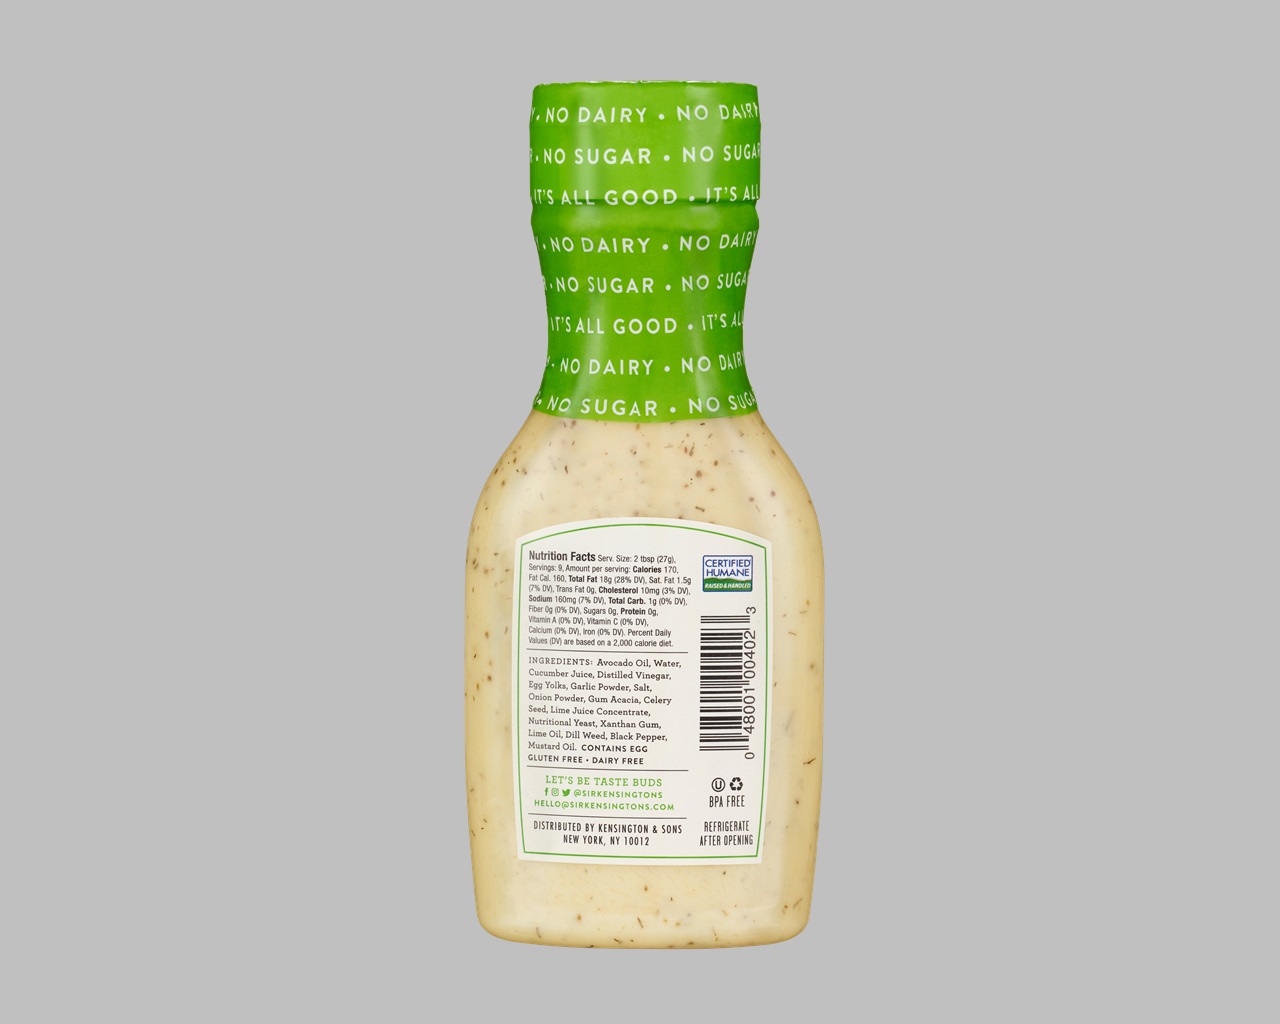 Y • NO DAIRY • NO DAIRY
R • NO SUGAR • NO SUGAR
IT'S ALL GOOD • IT'S ALL
Y • NO DAIRY • NO DAIRY
R • NO SUGAR • NO SUGA
IT'S ALL GOOD • IT'S ALL
Y • NO DAIRY • NO DAIR
R • NO SUGAR • NO SUG
Nutrition Facts Serv. Size: 2 tbsp (27g),
Servings: 9, Amount per serving: Calories 170,
Fat Cal. 160, Total Fat 18g (28% DV), Sat. Fat 1.5g
(7% DV), Trans Fat 0g, Cholesterol 10mg (3% DV),
Sodium 160mg (7% DV), Total Carb. 1g (0% DV),
Fiber 0g (0% DV), Sugars 0g, Protein 0g,
Vitamin A (0% DV), Vitamin C (0% DV),
Calcium (0% DV), Iron (0% DV). Percent Daily
Values (DV) are based on a 2,000 calorie diet.
INGREDIENTS: Avocado Oil, Water,
Cucumber Juice, Distilled Vinegar,
Egg Yolks, Garlic Powder, Salt,
Onion Powder, Gum Acacia, Celery
Seed, Lime Juice Concentrate,
Nutritional Yeast, Xanthan Gum,
Lime Oil, Dill Weed, Black Pepper,
Mustard Oil. CONTAINS EGG
GLUTEN FREE • DAIRY FREE
LET'S BE TASTE BUDS
@SIRKENSINGTONS
HELLO@SIRKENSINGTONS.COM
DISTRIBUTED BY KENSINGTON & SONS
NEW YORK, NY 10012
CERTIFIED
HUMANE
RAISED & HANDLED
0 48001 00402 3
U
BPA FREE
REFRIGERATE
AFTER OPENING